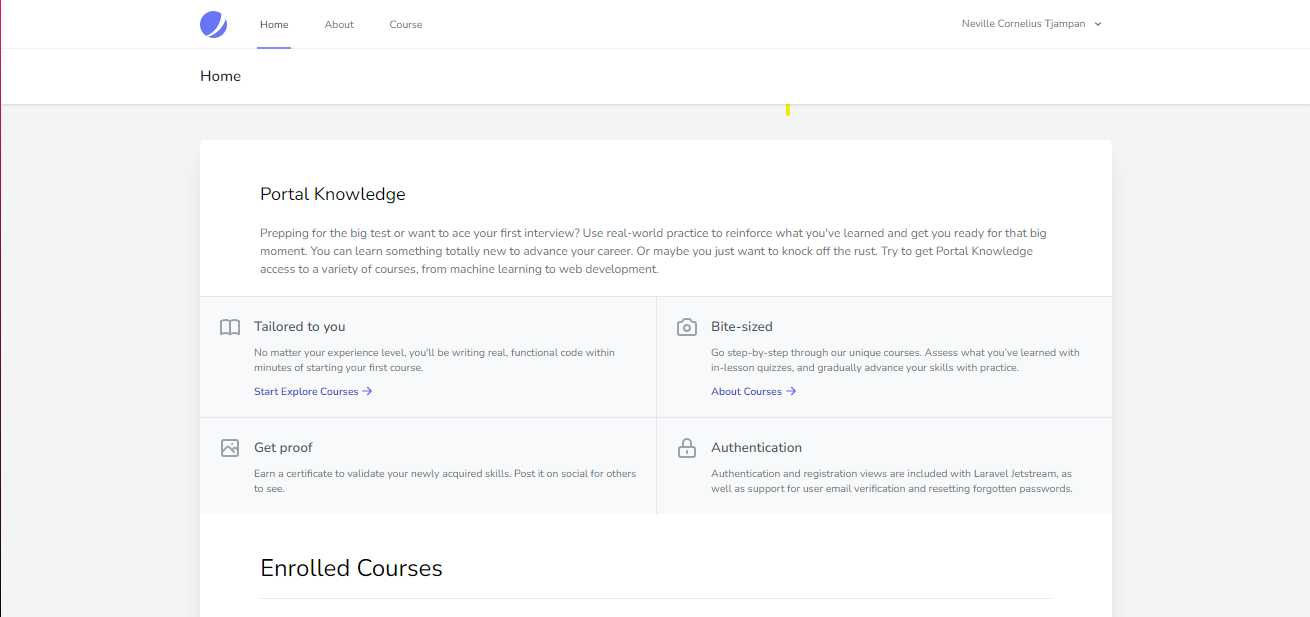 Home
About
Course
Neville Cornelius Tjampan
Home
Portal Knowledge
Prepping for the big test or want to ace your first interview? Use real-world practice to reinforce what you've learned and get you ready for that big
moment. You can learn something totally new to advance your career. Or maybe you just want to knock off the rust. Try to get Portal Knowledge
access to a variety of courses, from machine learning to web development.
Tailored to you
No matter your experience level, you'll be writing real, functional code within
minutes of starting your first course.
Start Explore Courses
Bite-sized
Go step-by-step through our unique courses. Assess what you've learned with
in-lesson quizzes, and gradually advance your skills with practice.
About Courses
Get proof
Earn a certificate to validate your newly acquired skills. Post it on social for others
to see.
Authentication
Authentication and registration views are included with Laravel Jetstream, as
well as support for user email verification and resetting forgotten passwords.
Enrolled Courses